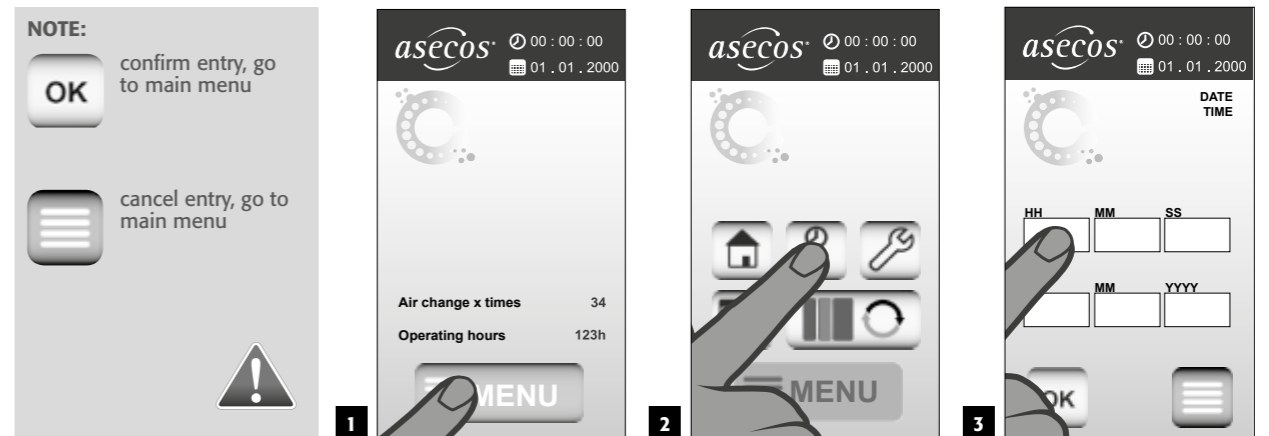 NOTE:
OK
confirm entry, go
to main menu
cancel entry, go to
main menu
1
asecos
00 : 00 : 00
01 . 01 . 2000
Air change x times 34
Operating hours 123h
MENU
2
asecos
00 : 00 : 00
01 . 01 . 2000
MENU
3
asecos
00 : 00 : 00
01 . 01 . 2000
DATE
TIME
HH MM SS
MM YYYY
OK